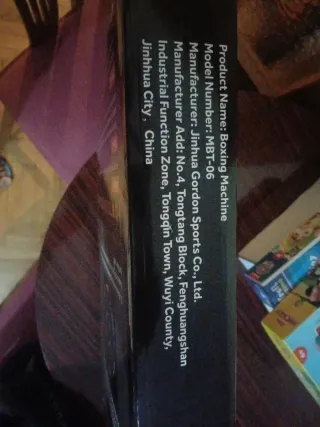 Product Name: Boxing Machine
Model Number: MBT-06
Manufacturer: Jinhua Gordon Sports Co., Ltd.
Manufacturer Add: No.4, Tongtang Block, Fenghuangshan
Industrial Function Zone, Tongqin Town, Wuyi County,
Jinhhua City, China